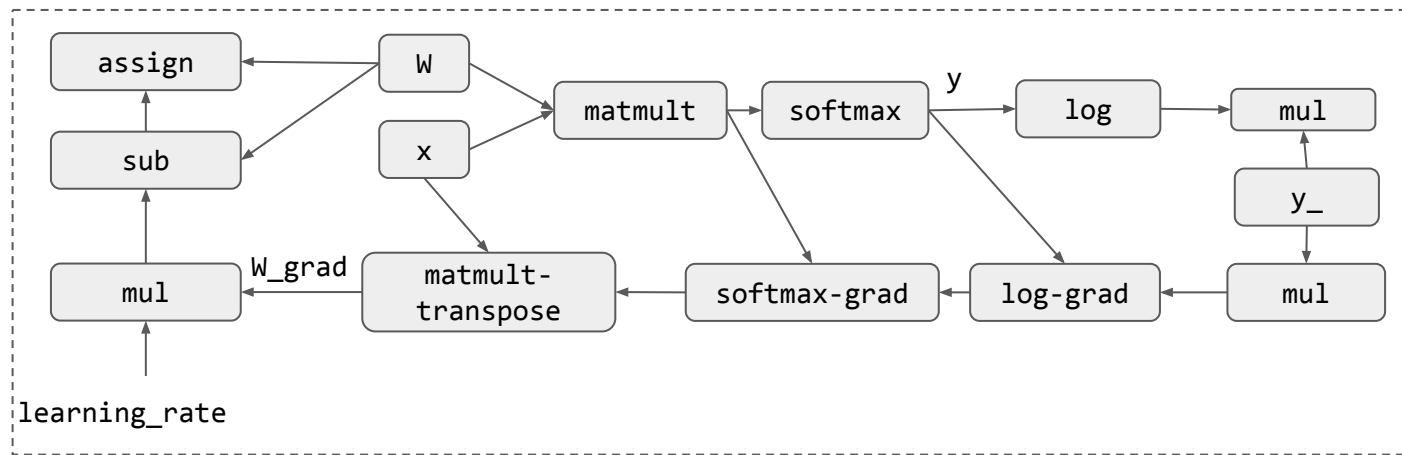 assign
W
matmult
softmax
y
log
mul
sub
x
y_
mul
W_grad
matmult-
transpose
softmax-grad
log-grad
mul
learning_rate